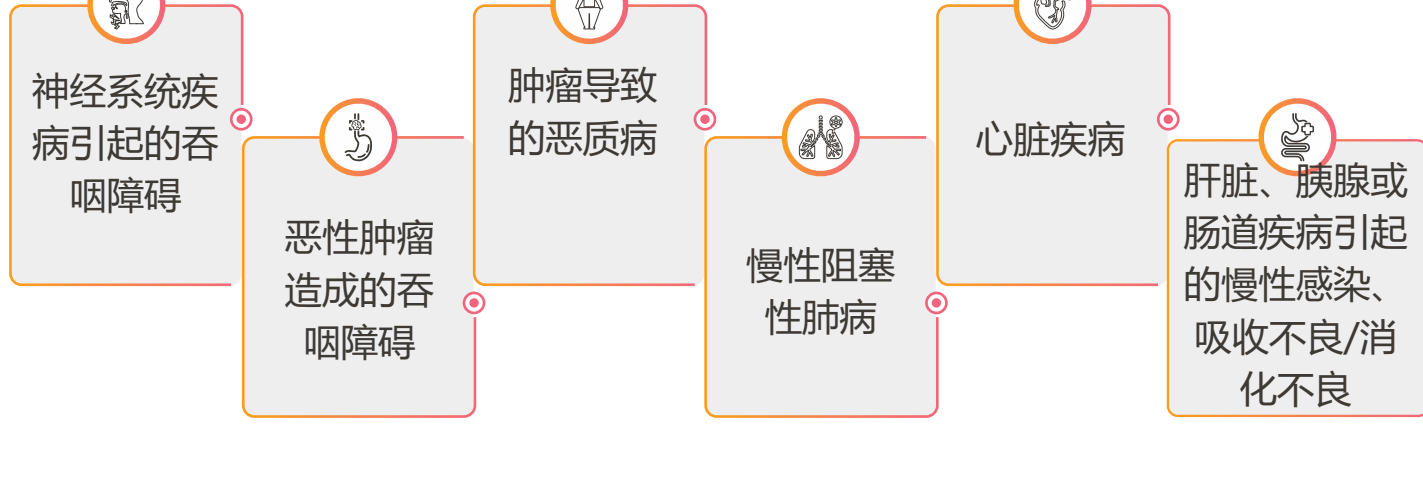 神经系统疾
病引起的吞
咽障碍
恶性肿瘤
造成的吞
咽障碍
肿瘤导致
的恶质病
慢性阻塞
性肺病
心脏疾病
肝脏、胰腺或
肠道疾病引起
的慢性感染、
吸收不良/消
化不良